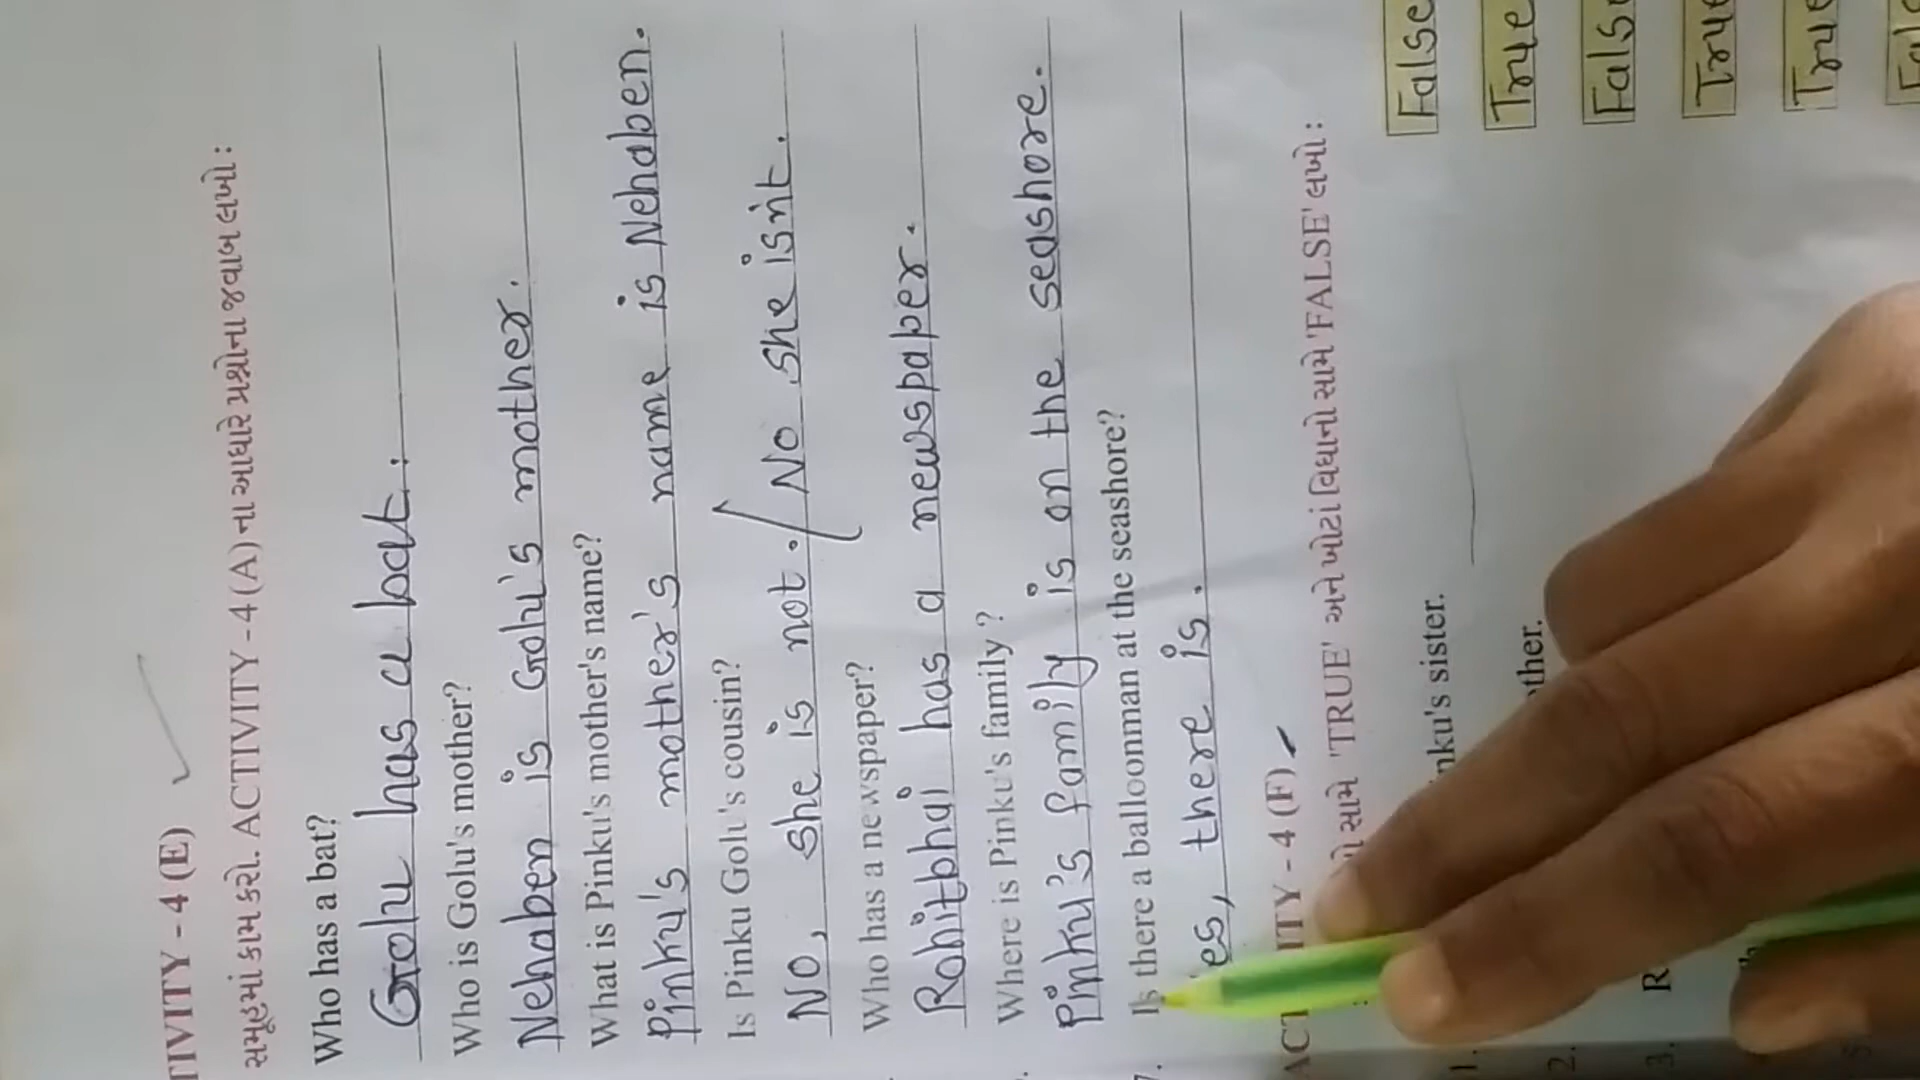 TIVITY - 4 (E)
સમૂહમાં કામ કરો. ACTIVITY - 4 (A) ના આધારે પ્રશ્નોના જવાબ લખો :
Who has a bat?
Golu has a bat.
Who is Golu's mother?
Nehaben is Golu's mother.
What is Pinku's mother's name?
Pinku's mother's name is Nehaben.
Is Pinku Golu's cousin?
No, she is not. / No she isn't.
Who has a newspaper?
Rohitbhai has a newspaper.
Where is Pinku's family ?
Pinku's family is on the seashore.
7. Is there a balloonman at the seashore?
es, there is.
ACT ITY - 4 (F)
સામે 'TRUE' અને ખોટાં વિધાનો સામે 'FALSE' લખો :
1. nku's sister. False
2. ther. True
3. R False
True
True